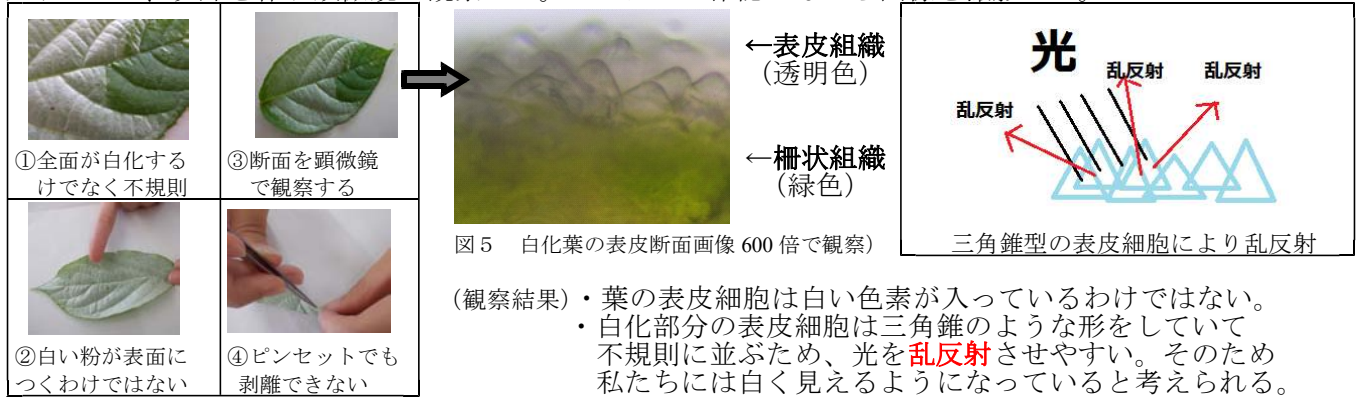 ①全面が白化する
けでなく不規則
③断面を顕微鏡
で観察する
②白い粉が表面に
つくわけではない
④ピンセットでも
剥離できない
←表皮組織
(透明色)
←柵状組織
(緑色)
図5 白化葉の表皮断面画像 600 倍で観察)
光
乱反射
乱反射
乱反射
三角錐型の表皮細胞により乱反射
(観察結果)・葉の表皮細胞は白い色素が入っているわけではない。
・白化部分の表皮細胞は三角錐のような形をしていて
不規則に並ぶため、光を乱反射させやすい。そのため
私たちには白く見えるようになっていると考えられる。